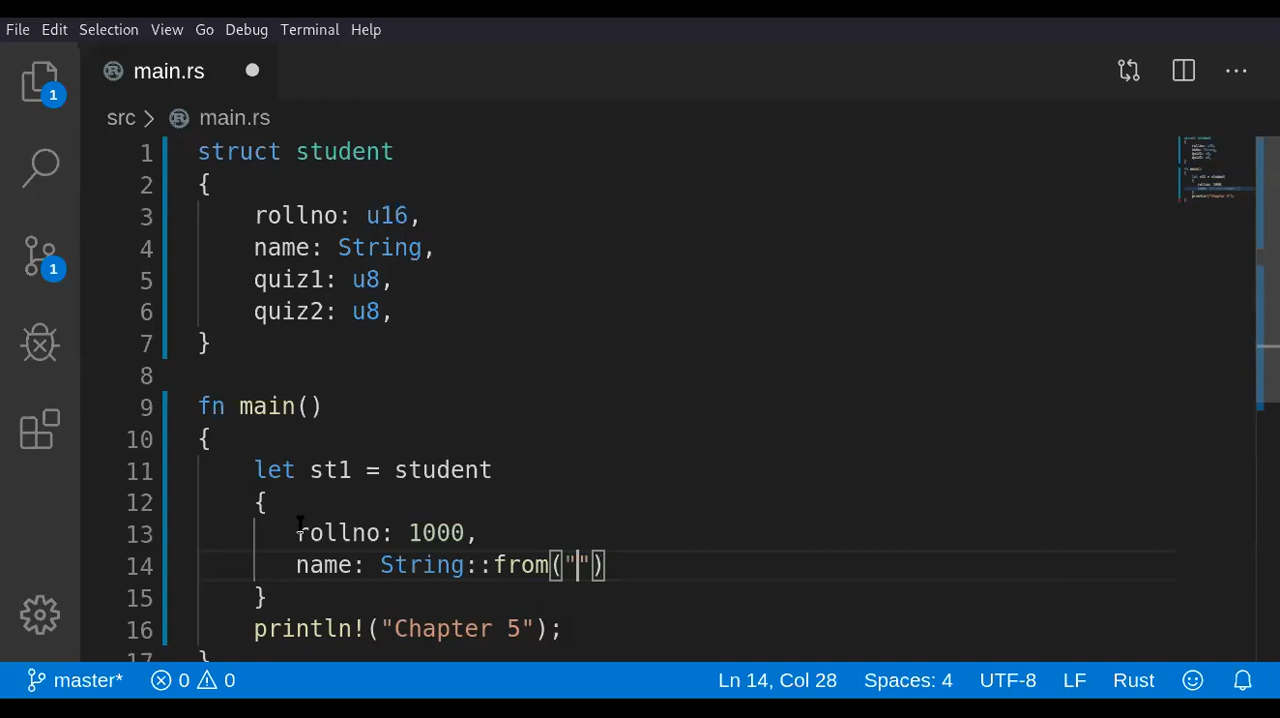 File Edit Selection View Go Debug Terminal Help
main.rs
1
src > main.rs
1 struct student
2 {
3 rollno: u16,
4 name: String,
5 quiz1: u8,
6 quiz2: u8,
7 }
8
1
9 fn main()
10 {
11 let st1 = student
12 {
13 rollno: 1000,
14 name: String::from("")
15 }
16 println!("Chapter 5");
17 }
master* 0 0 Ln 14, Col 28 Spaces: 4 UTF-8 LF Rust